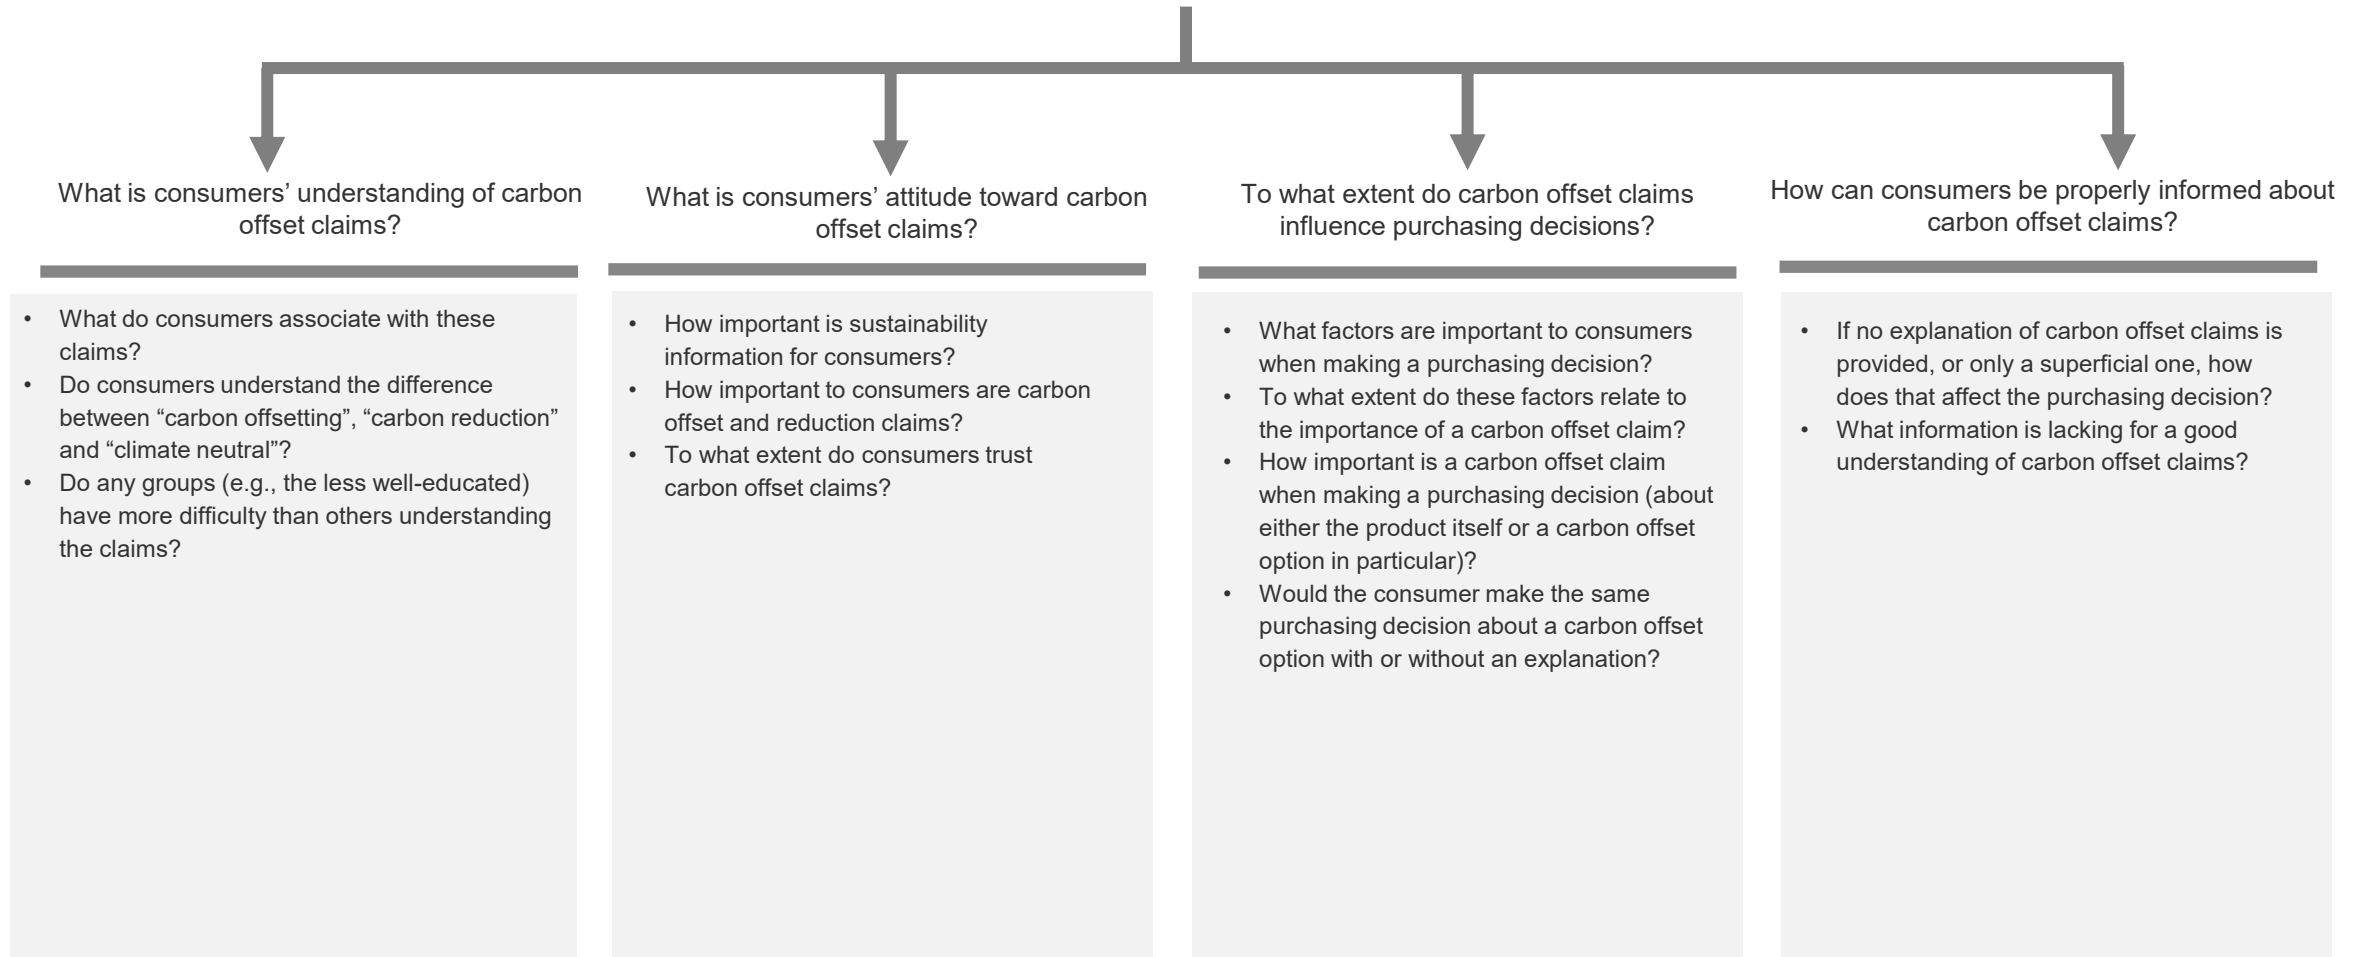 What is consumers’ understanding of carbon
offset claims?
• What do consumers associate with these
claims?
• Do consumers understand the difference
between “carbon offsetting”, “carbon reduction”
and “climate neutral”?
• Do any groups (e.g., the less well-educated)
have more difficulty than others understanding
the claims?
What is consumers’ attitude toward carbon
offset claims?
• How important is sustainability
information for consumers?
• How important to consumers are carbon
offset and reduction claims?
• To what extent do consumers trust
carbon offset claims?
To what extent do carbon offset claims
influence purchasing decisions?
• What factors are important to consumers
when making a purchasing decision?
• To what extent do these factors relate to
the importance of a carbon offset claim?
• How important is a carbon offset claim
when making a purchasing decision (about
either the product itself or a carbon offset
option in particular)?
• Would the consumer make the same
purchasing decision about a carbon offset
option with or without an explanation?
How can consumers be properly informed about
carbon offset claims?
• If no explanation of carbon offset claims is
provided, or only a superficial one, how
does that affect the purchasing decision?
• What information is lacking for a good
understanding of carbon offset claims?